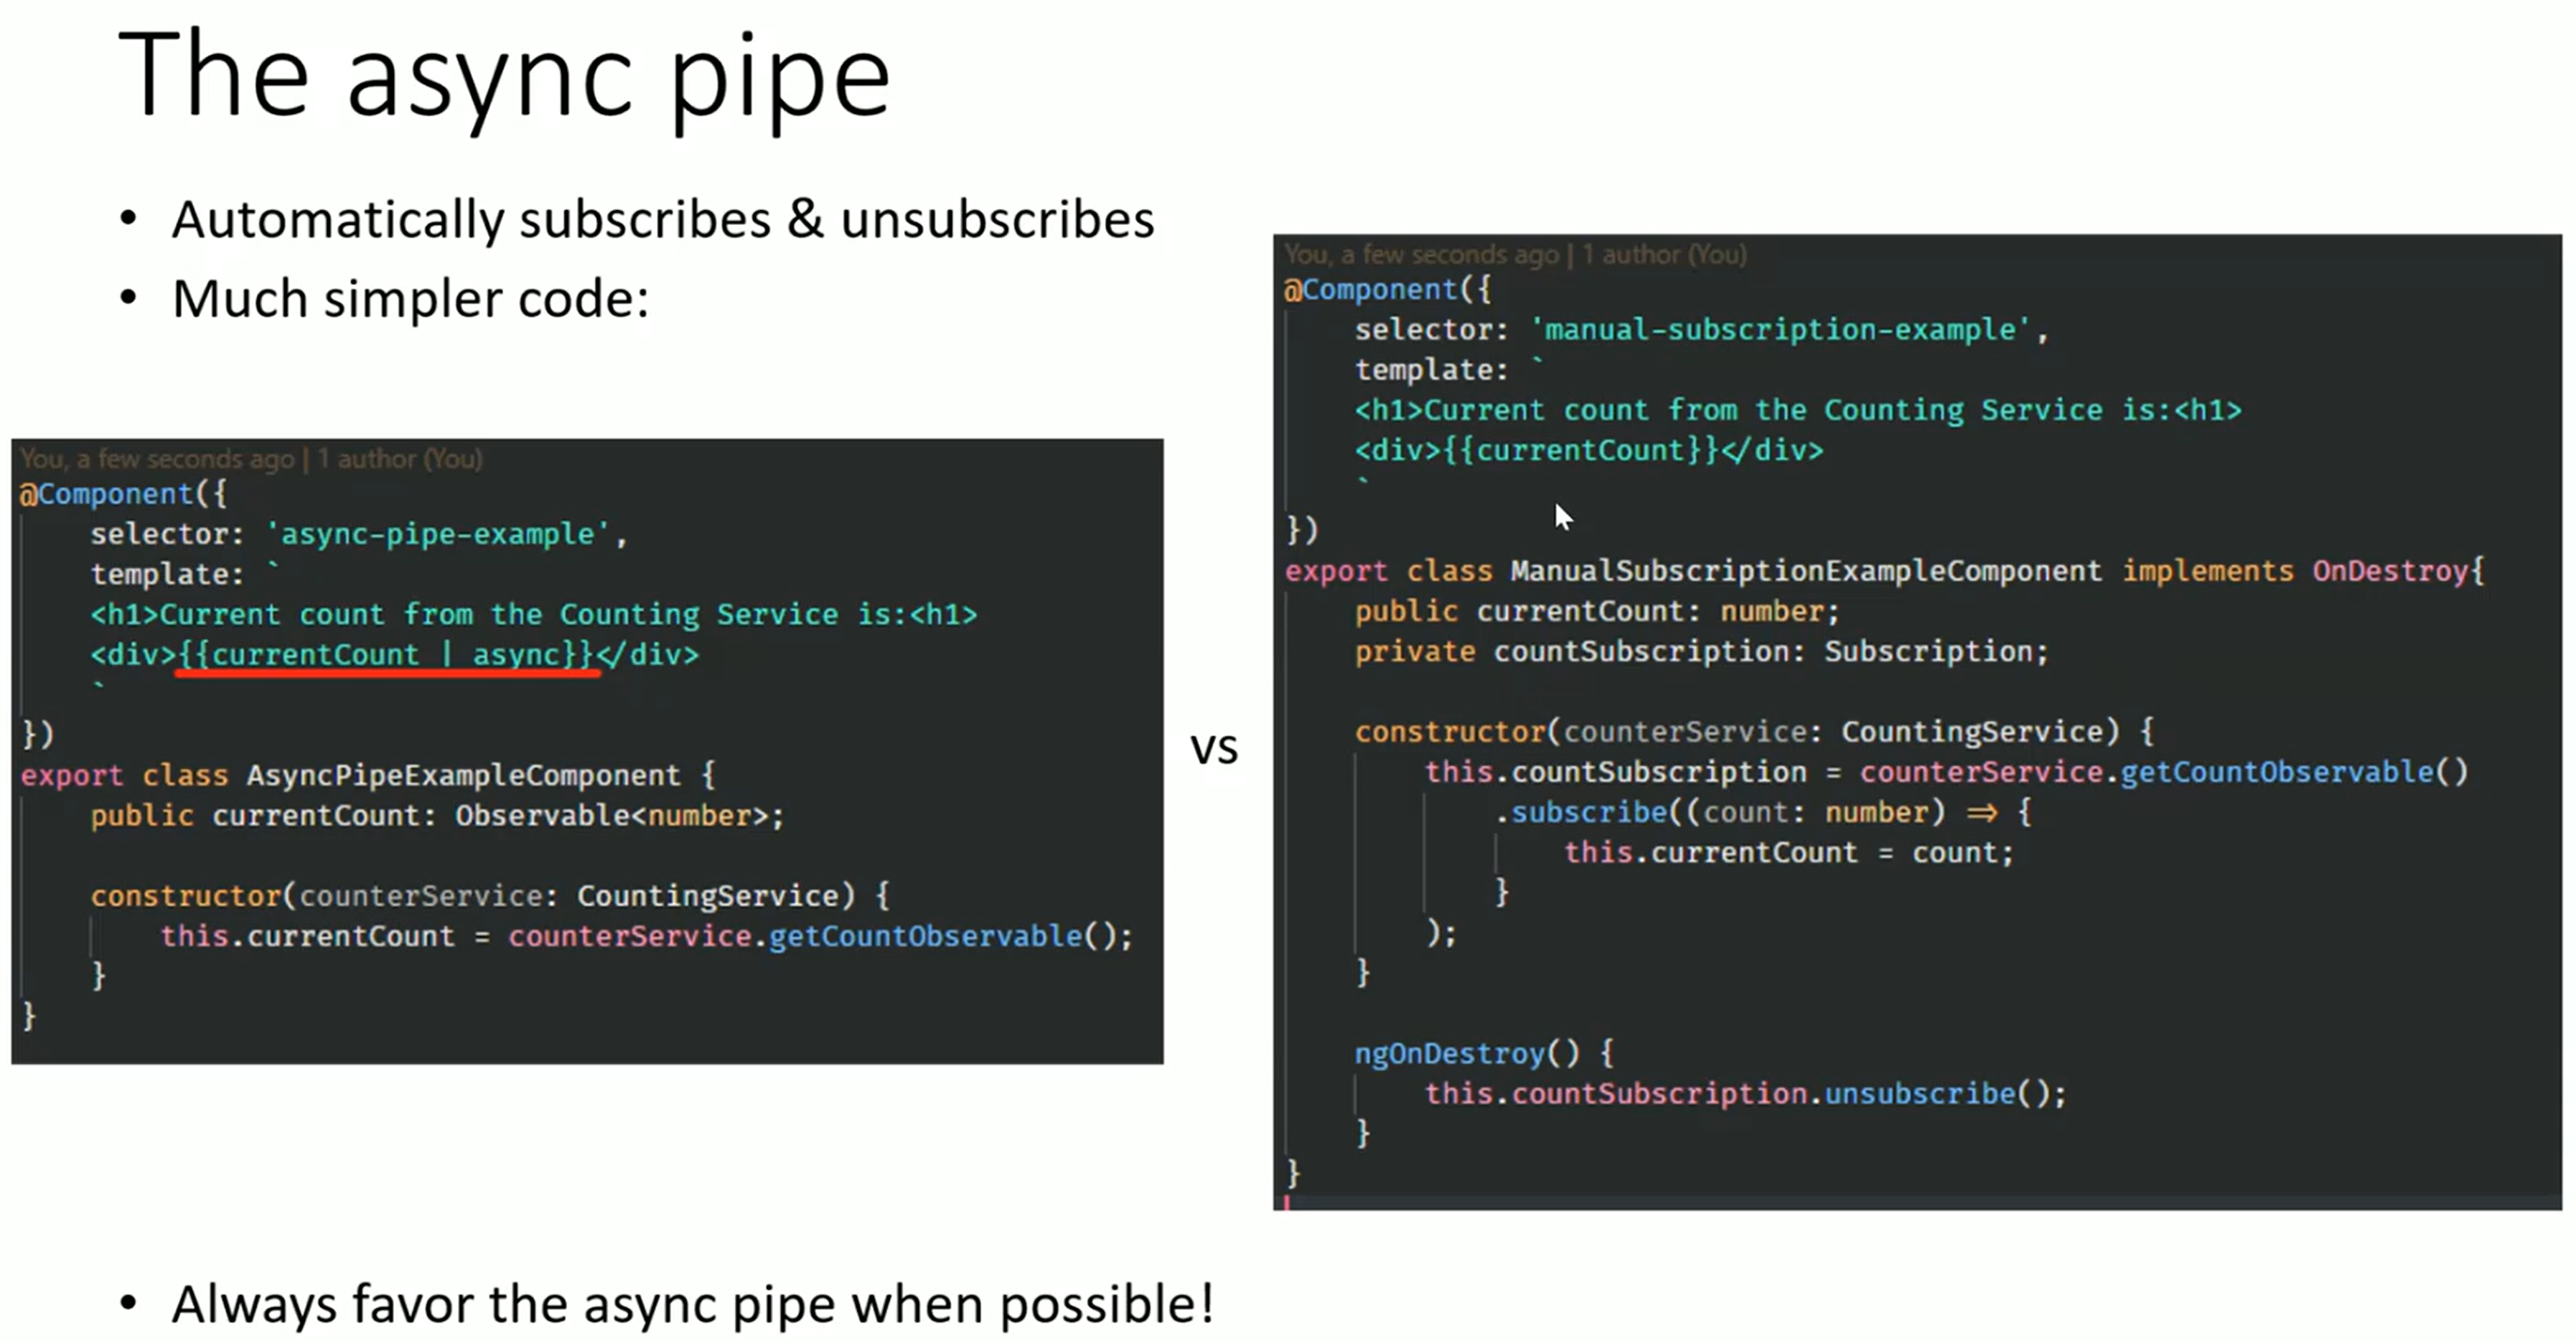 The async pipe
• Automatically subscribes & unsubscribes
• Much simpler code:
You, a few seconds ago | 1 author (You)
@Component({
    selector: 'async-pipe-example',
    template: `
    <h1>Current count from the Counting Service is:<h1>
    <div>{{currentCount | async}}</div>
    `
})
export class AsyncPipeExampleComponent {
    public currentCount: Observable<number>;
    constructor(counterService: CountingService) {
        this.currentCount = counterService.getCountObservable();
    }
}
vs
You, a few seconds ago | 1 author (You)
@Component({
    selector: 'manual-subscription-example',
    template: `
    <h1>Current count from the Counting Service is:<h1>
    <div>{{currentCount}}</div>
    `
})
export class ManualSubscriptionExampleComponent implements OnDestroy{
    public currentCount: number;
    private countSubscription: Subscription;
    constructor(counterService: CountingService) {
        this.countSubscription = counterService.getCountObservable()
            .subscribe((count: number) ⇒ {
                this.currentCount = count;
            }
        );
    }
    ngOnDestroy() {
        this.countSubscription.unsubscribe();
    }
}
• Always favor the async pipe when possible!